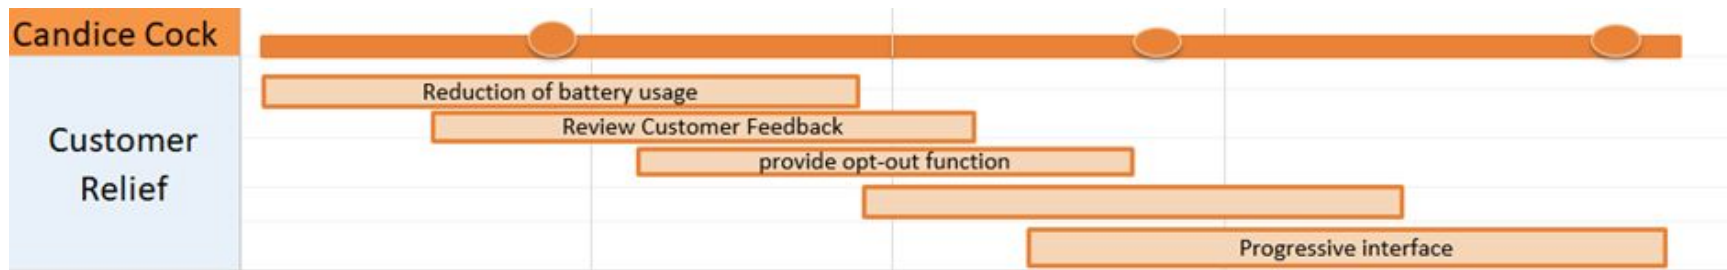 Candice Cock
Reduction of battery usage
Review Customer Feedback
Customer
Relief
provide opt-out function
Progressive interface